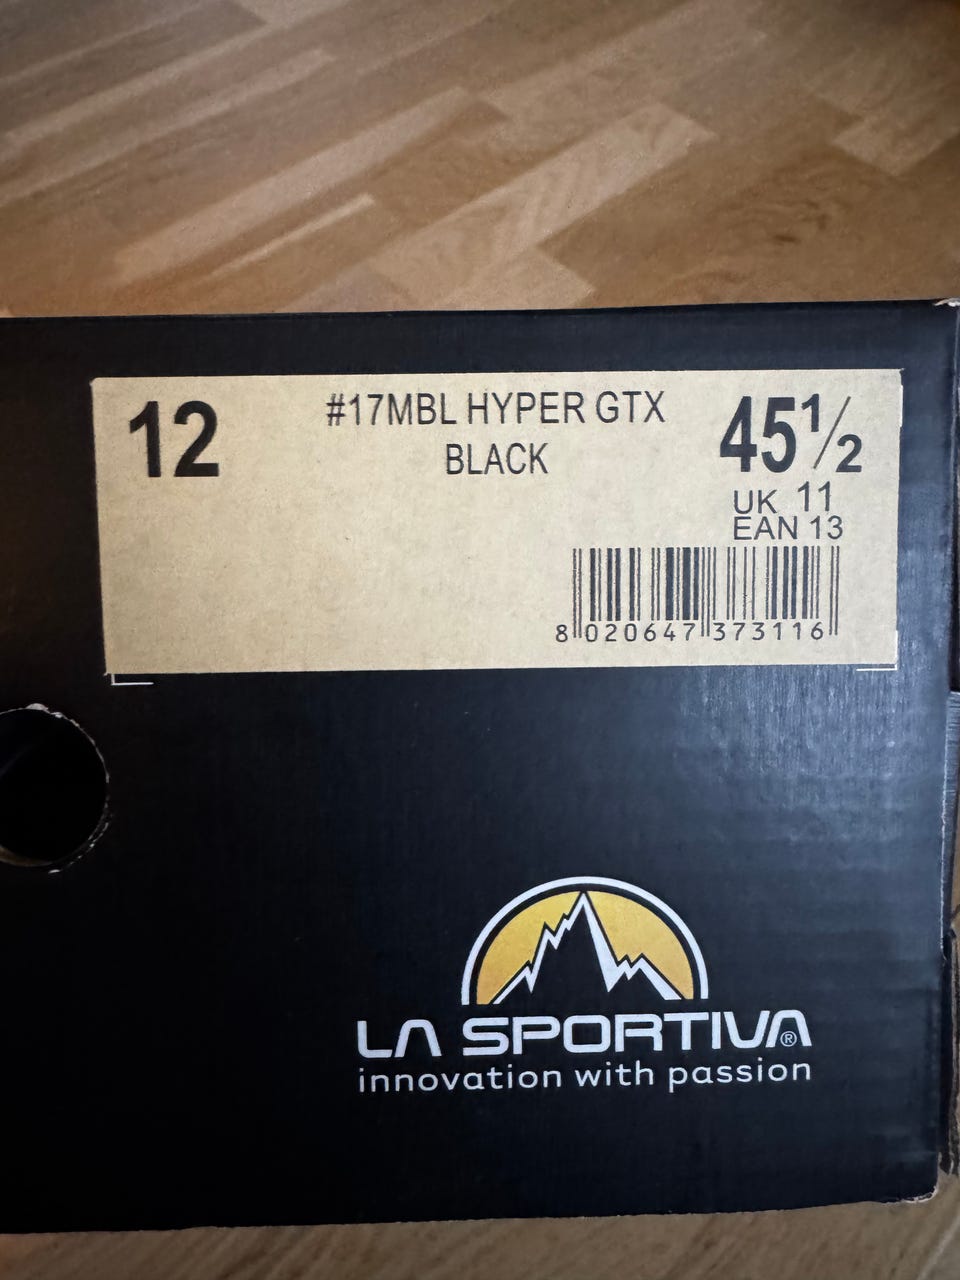 12
#17MBL HYPER GTX
BLACK
45½
UK 11
EAN 13
8 020647 373116
LA SPORTIVA®
innovation with passion